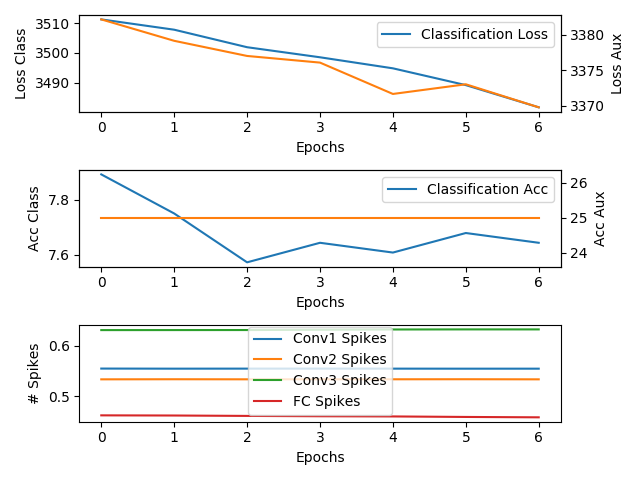 3510
3500
3490
Loss Class
Classification Loss
3380
3375
3370
Loss Aux
0 1 2 3 4 5 6
Epochs
7.8
7.6
Acc Class
Classification Acc
26
25
24
Acc Aux
0 1 2 3 4 5 6
Epochs
0.6
0.5
# Spikes
Conv1 Spikes
Conv2 Spikes
Conv3 Spikes
FC Spikes
0 1 2 3 4 5 6
Epochs